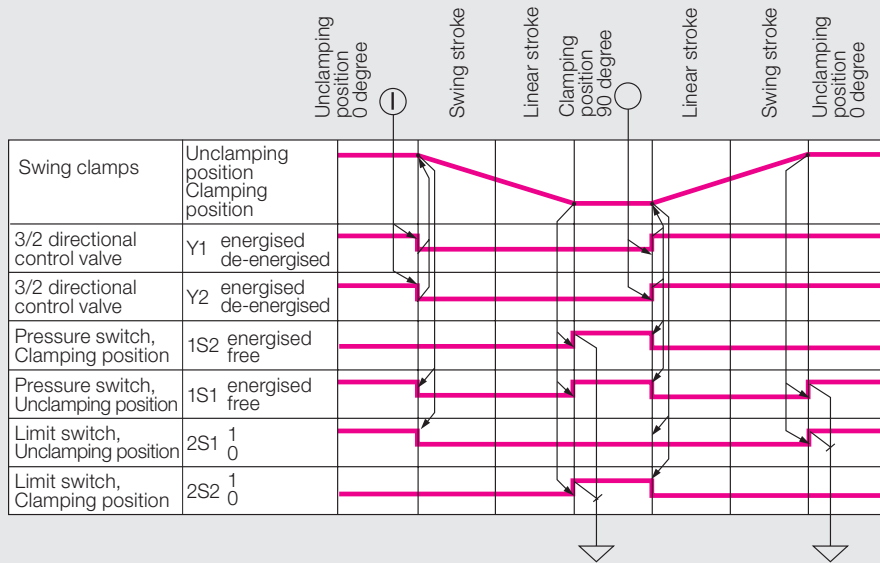 Unclamping
position
0 degree
I
Swing stroke
Linear stroke
Clamping
position
90 degree
Linear stroke
Swing stroke
Unclamping
position
0 degree
Swing clamps
Unclamping
position
Clamping
position
3/2 directional
control valve
Y1 energised
de-energised
3/2 directional
control valve
Y2 energised
de-energised
Pressure switch,
Clamping position
1S2 energised
free
Pressure switch,
Unclamping position
1S1 energised
free
Limit switch,
Unclamping position
2S1 1
0
Limit switch,
Clamping position
2S2 1
0